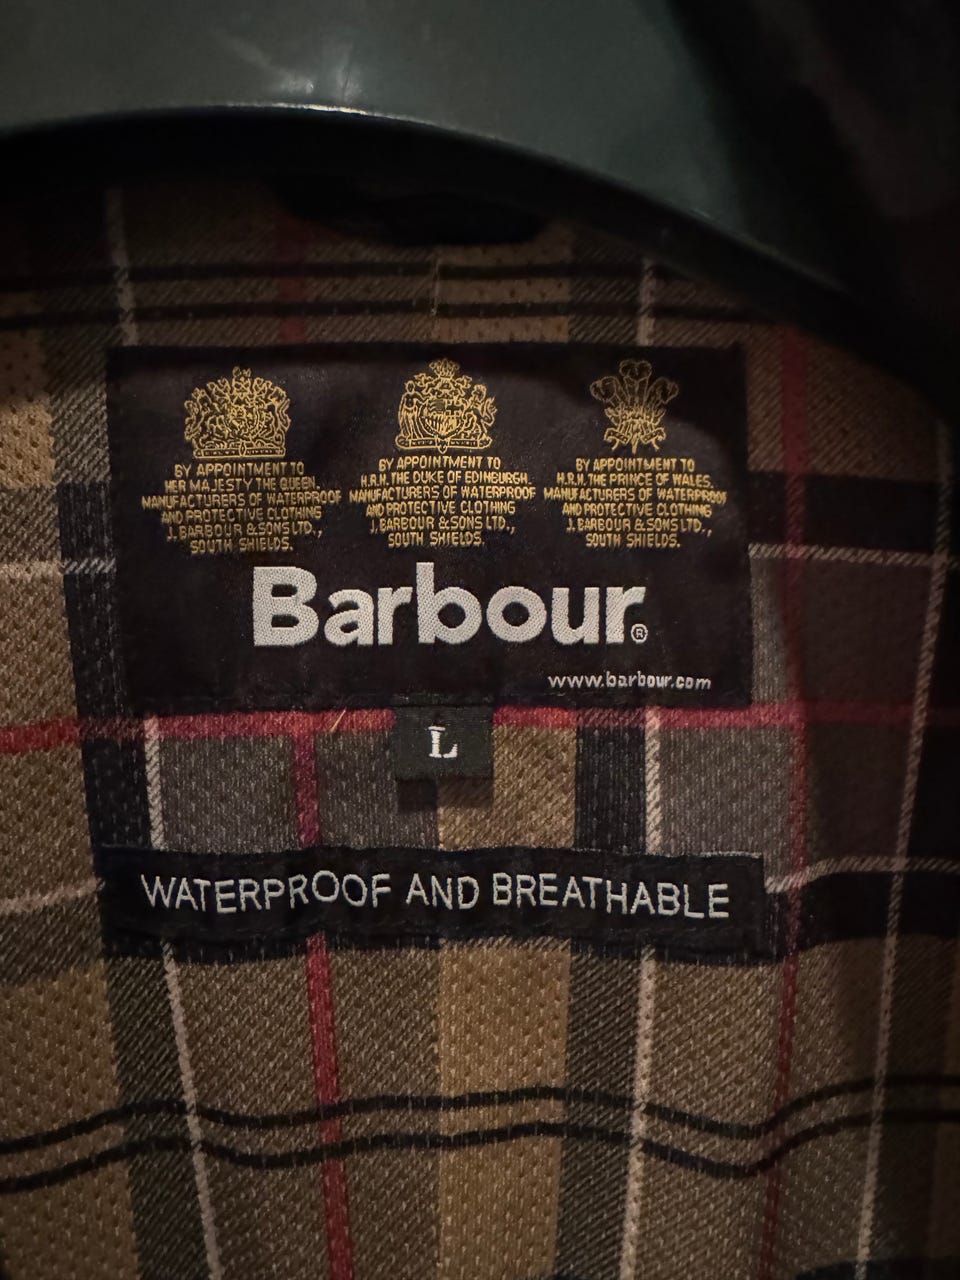 BY APPOINTMENT TO
HER MAJESTY THE QUEEN.
MANUFACTURERS OF WATERPROOF
AND PROTECTIVE CLOTHING
J. BARBOUR & SONS LTD.,
SOUTH SHIELDS.
BY APPOINTMENT TO
H.R.H. THE DUKE OF EDINBURGH.
MANUFACTURERS OF WATERPROOF
AND PROTECTIVE CLOTHING
J. BARBOUR & SONS LTD.,
SOUTH SHIELDS.
BY APPOINTMENT TO
H.R.H. THE PRINCE OF WALES.
MANUFACTURERS OF WATERPROOF
AND PROTECTIVE CLOTHING
J. BARBOUR & SONS LTD.,
SOUTH SHIELDS.
Barbour®
www.barbour.com
L
WATERPROOF AND BREATHABLE